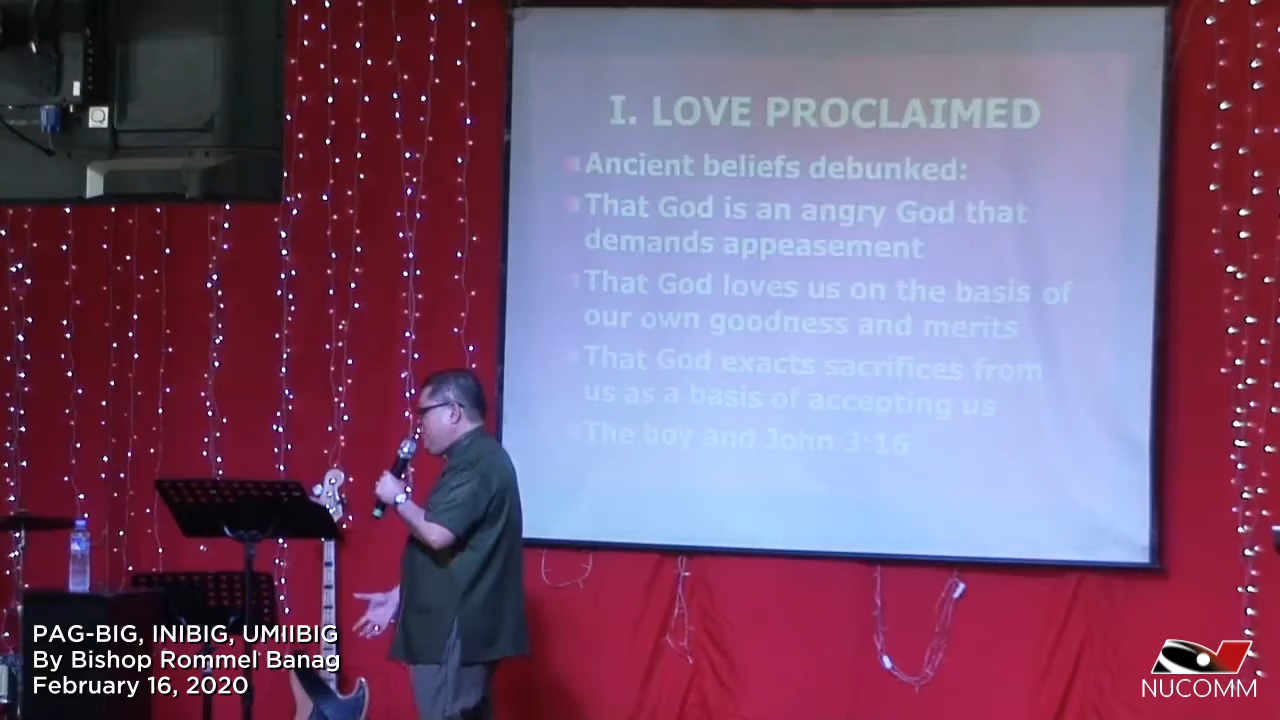 I. LOVE PROCLAIMED
Ancient beliefs debunked:
That God is an angry God that
demands appeasement
That God loves us on the basis of
our own goodness and merits
That God exacts sacrifices from
us as a basis of accepting us
The boy and John 3:16
PAG-BIG, INIBIG, UMIIBIG
By Bishop Rommel Banag
February 16, 2020
NUCOMM